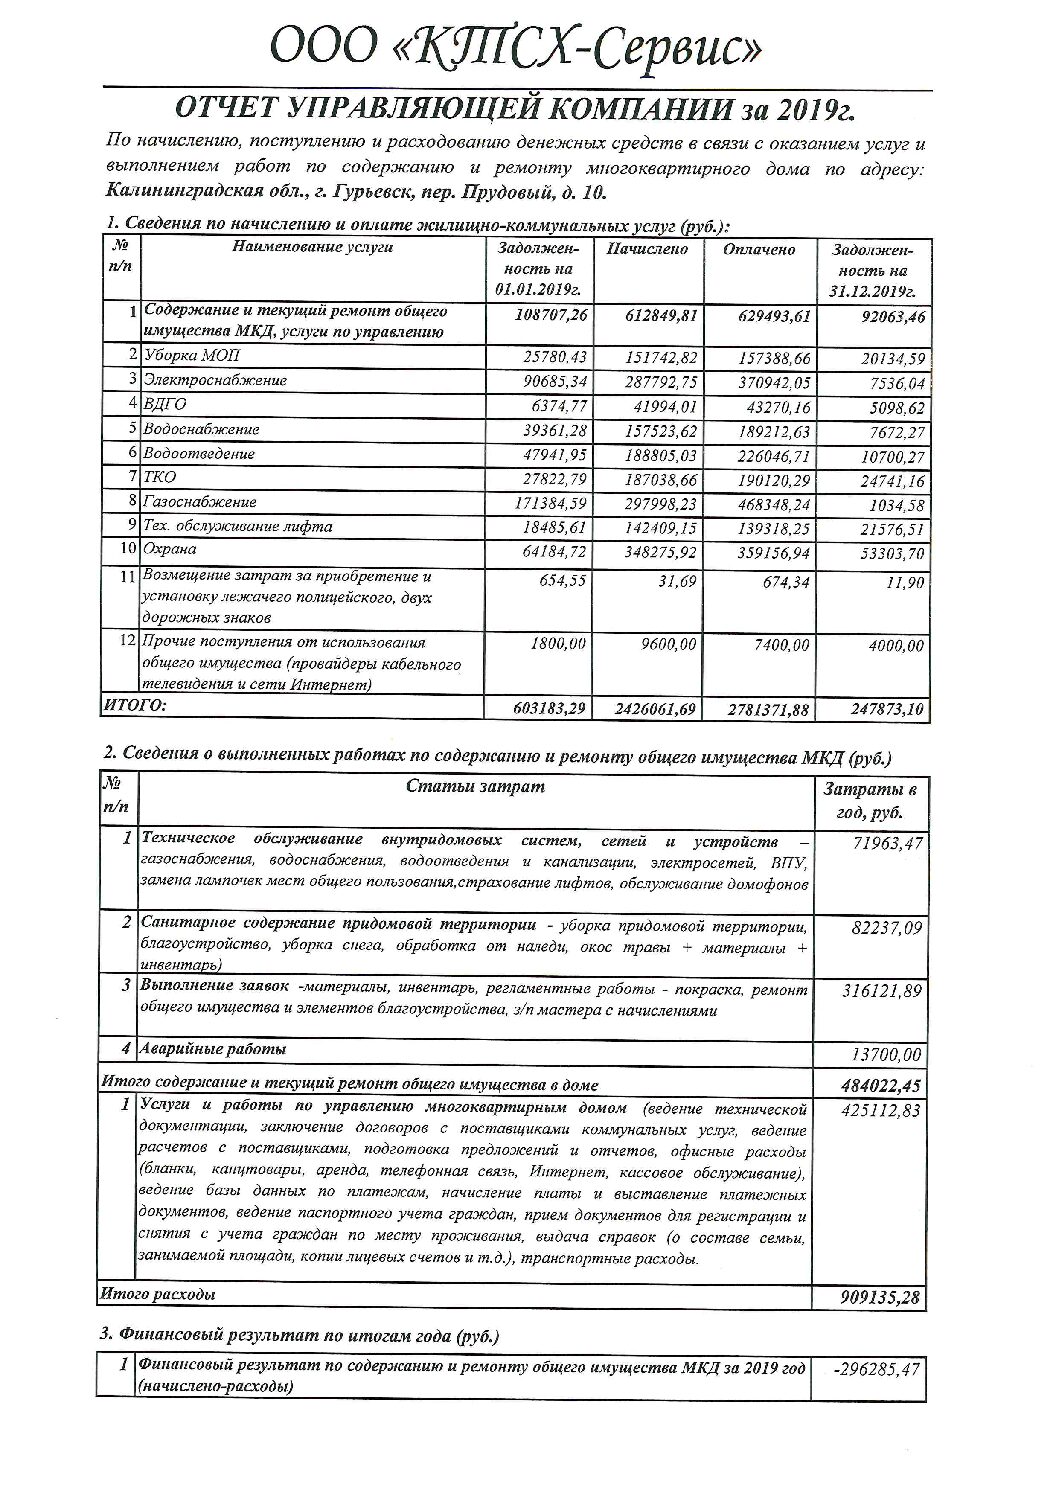 ООО «КТСХ-Сервис»
ОТЧЕТ УПРАВЛЯЮЩЕЙ КОМПАНИИ за 2019г.
По начислению, поступлению и расходованию денежных средств в связи с оказанием услуг и
выполнением работ по содержанию и ремонту многоквартирного дома по адресу:
Калининградская обл., г. Гурьевск, пер. Прудовый, д. 10.
1. Сведения по начислению и оплате жилищно-коммунальных услуг (руб.):
№ п/п Наименование услуги Задолжен-ность на 01.01.2019г. Начислено Оплачено Задолжен-ность на 31.12.2019г.
1 Содержание и текущий ремонт общего 108707,26 612849,81 629493,61 92063,46
имущества МКД, услуги по управлению
2 Уборка МОП 25780,43 151742,82 157388,66 20134,59
3 Электроснабжение 90685,34 287792,75 370942,05 7536,04
4 ВДГО 6374,77 41994,01 43270,16 5098,62
5 Водоснабжение 39361,28 157523,62 189212,63 7672,27
6 Водоотведение 47941,95 188805,03 226046,71 10700,27
7 ТКО 27822,79 187038,66 190120,29 24741,16
8 Газоснабжение 171384,59 297998,23 468348,24 1034,58
9 Тех. обслуживание лифта 18485,61 142409,15 139318,25 21576,51
10 Охрана 64184,72 348275,92 359156,94 53303,70
11 Возмещение затрат за приобретение и 654,55 31,69 674,34 11,90
установку лежачего полицейского, двух
дорожных знаков
12 Прочие поступления от использования 1800,00 9600,00 7400,00 4000,00
общего имущества (провайдеры кабельного
телевидения и сети Интернет)
ИТОГО: 603183,29 2426061,69 2781371,88 247873,10
2. Сведения о выполненных работах по содержанию и ремонту общего имущества МКД (руб.)
№ п/п Статьи затрат Затраты в год, руб.
1 Техническое обслуживание внутридомовых систем, сетей и устройств – 71963,47
газоснабжения, водоснабжения, водоотведения и канализации, электросетей, ВПУ,
замена лампочек мест общего пользования,страхование лифтов, обслуживание домофонов
2 Санитарное содержание придомовой территории - уборка придомовой территории, 82237,09
благоустройство, уборка снега, обработка от наледи, окос травы + материалы +
инвентарь)
3 Выполнение заявок -материалы, инвентарь, регламентные работы - покраска, ремонт 316121,89
общего имущества и элементов благоустройства, з/п мастера с начислениями
4 Аварийные работы 13700,00
Итого содержание и текущий ремонт общего имущества в доме 484022,45
1 Услуги и работы по управлению многоквартирным домом (ведение технической 425112,83
документации, заключение договоров с поставщиками коммунальных услуг, ведение
расчетов с поставщиками, подготовка предложений и отчетов, офисные расходы
(бланки, канцтовары, аренда, телефонная связь, Интернет, кассовое обслуживание),
ведение базы данных по платежам, начисление платы и выставление платежных
документов, ведение паспортного учета граждан, прием документов для регистрации и
снятия с учета граждан по месту проживания, выдача справок (о составе семьи,
занимаемой площади, копии лицевых счетов и т.д.), транспортные расходы.
Итого расходы 909135,28
3. Финансовый результат по итогам года (руб.)
1 Финансовый результат по содержанию и ремонту общего имущества МКД за 2019 год -296285,47
(начислено-расходы)